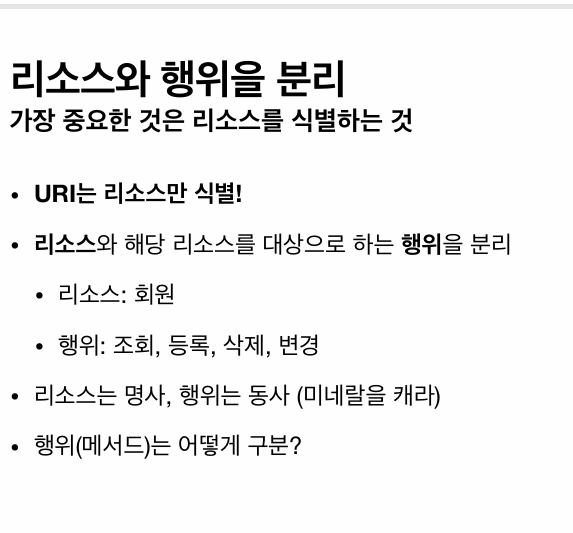 리소스와 행위을 분리
가장 중요한 것은 리소스를 식별하는 것
• URI는 리소스만 식별!
• 리소스와 해당 리소스를 대상으로 하는 행위을 분리
• 리소스: 회원
• 행위: 조회, 등록, 삭제, 변경
• 리소스는 명사, 행위는 동사 (미네랄을 캐라)
• 행위(메서드)는 어떻게 구분?